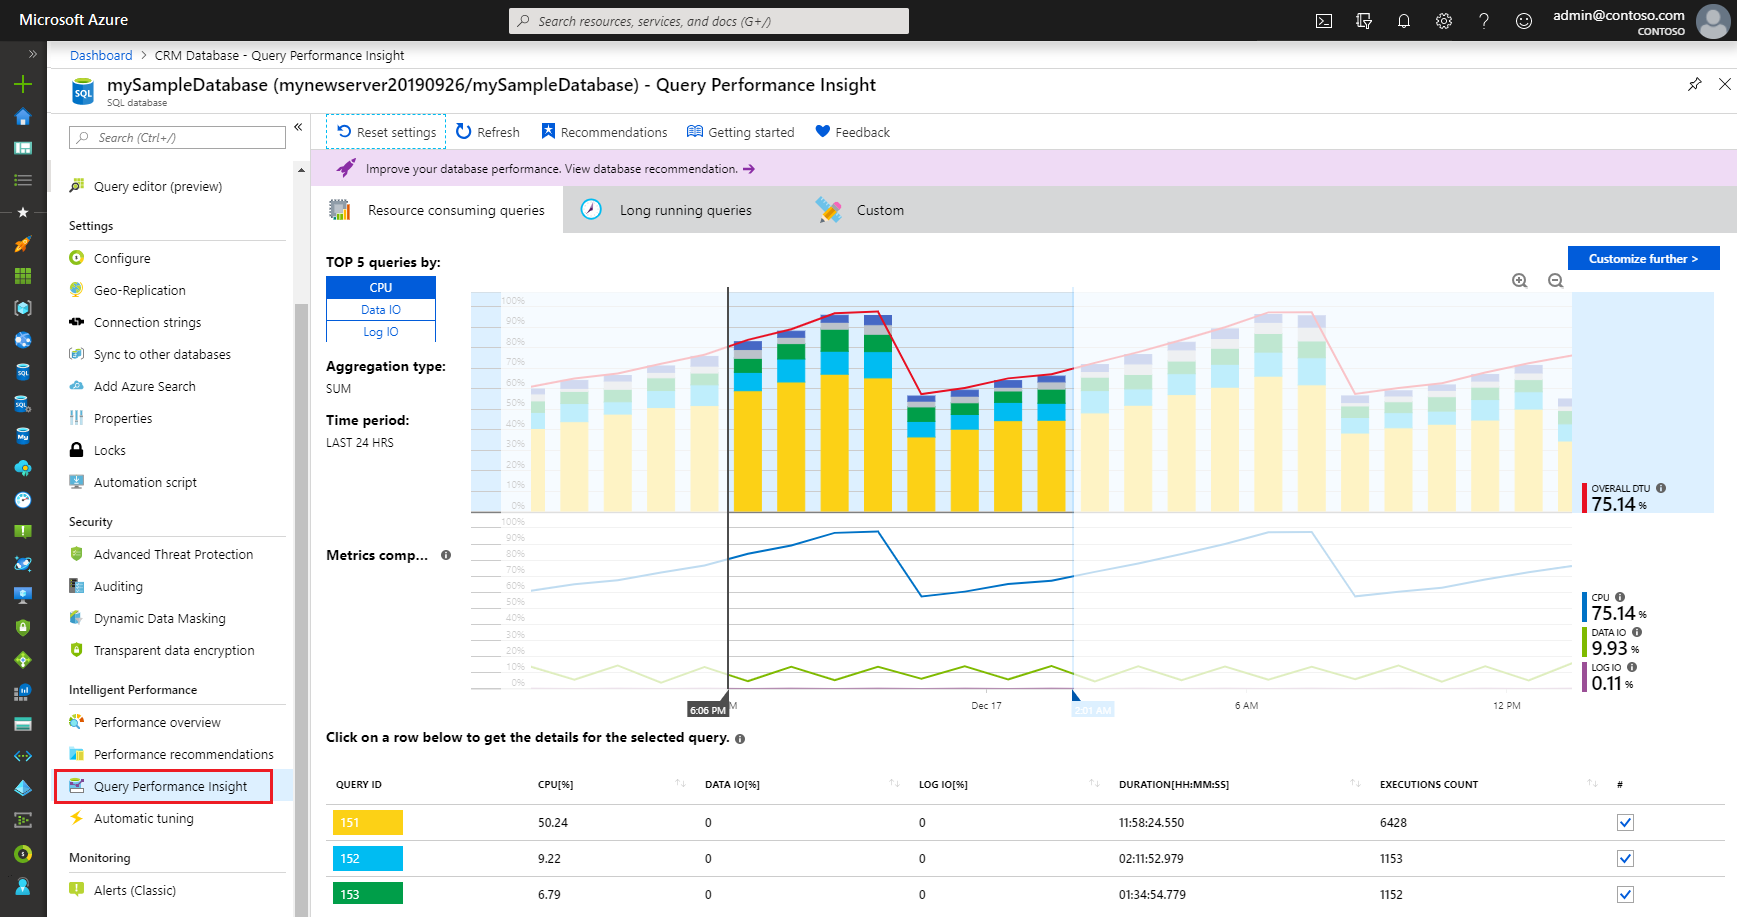 Microsoft Azure
Search resources, services, and docs (G+/)
admin@contoso.com
CONTOSO
Dashboard > CRM Database - Query Performance Insight
mySampleDatabase (mynewserver20190926/mySampleDatabase) - Query Performance Insight
SQL database
Search (Ctrl+/)
Query editor (preview)
Settings
Configure
Geo-Replication
Connection strings
Sync to other databases
Add Azure Search
Properties
Locks
Automation script
Security
Advanced Threat Protection
Auditing
Dynamic Data Masking
Transparent data encryption
Intelligent Performance
Performance overview
Performance recommendations
Query Performance Insight
Automatic tuning
Monitoring
Alerts (Classic)
Reset settings
Refresh
Recommendations
Getting started
Feedback
Improve your database performance. View database recommendation.
Resource consuming queries
Long running queries
Custom
TOP 5 queries by:
CPU
Data IO
Log IO
Aggregation type:
SUM
Time period:
LAST 24 HRS
Customize further >
100%
90%
80%
70%
60%
50%
40%
30%
20%
10%
0%
OVERALL DTU
75.14 %
Metrics comp...
100%
90%
80%
70%
60%
50%
40%
30%
20%
10%
0%
CPU
75.14 %
DATA IO
9.93 %
LOG IO
0.11 %
6:06 PM
M
Dec 17
2:01 AM
6 AM
12 PM
Click on a row below to get the details for the selected query.
QUERY ID CPU[%] DATA IO[%] LOG IO[%] DURATION[HH:MM:SS] EXECUTIONS COUNT #
151 50.24 0 0 11:58:24.550 6428
152 9.22 0 0 02:11:52.979 1153
153 6.79 0 0 01:34:54.779 1152